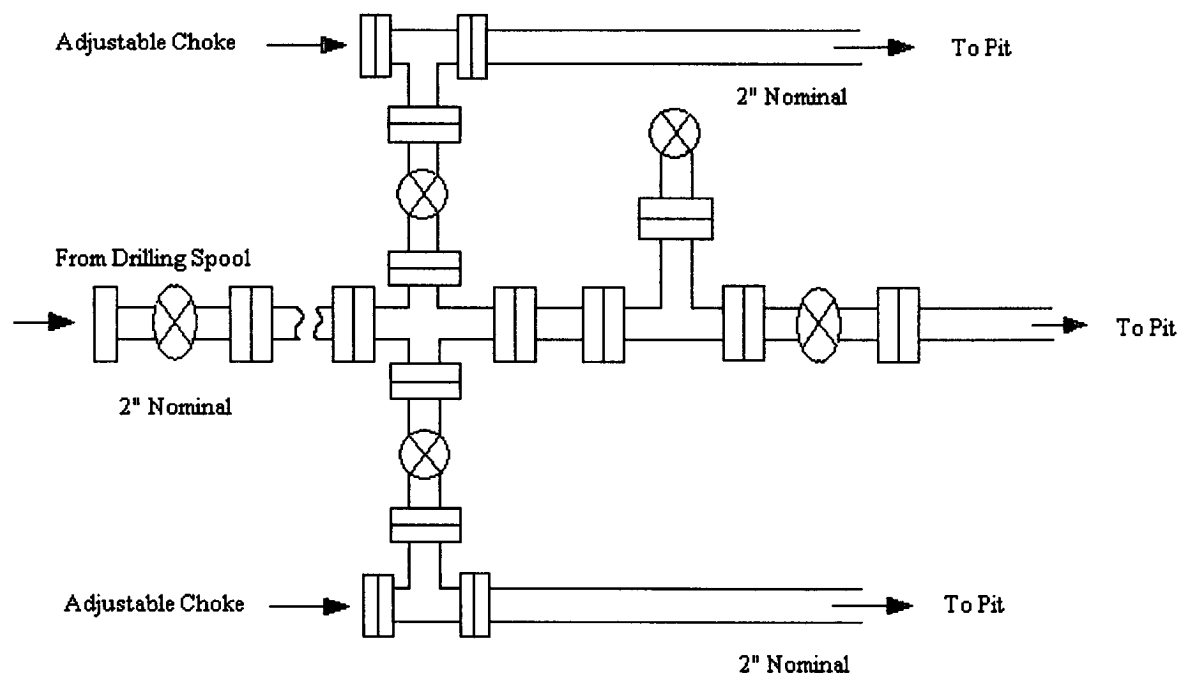 Adjustable Choke
To Pit
2" Nominal
From Drilling Spool
To Pit
2" Nominal
Adjustable Choke
To Pit
2" Nominal